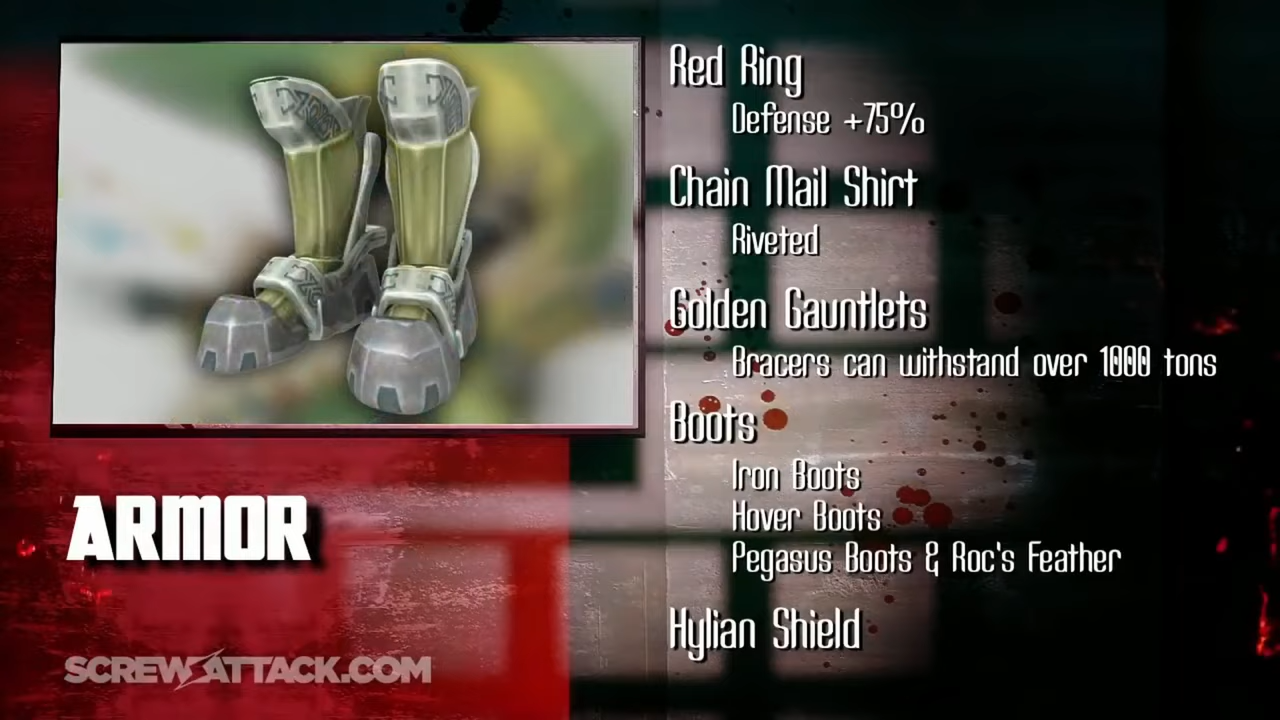 Red Ring
Defense +75%
Chain Mail Shirt
Riveted
Golden Gauntlets
Bracers can withstand over 1000 tons
Boots
Iron Boots
Hover Boots
Pegasus Boots & Roc's Feather
Hylian Shield
ARMOR
SCREWATTACK.COM